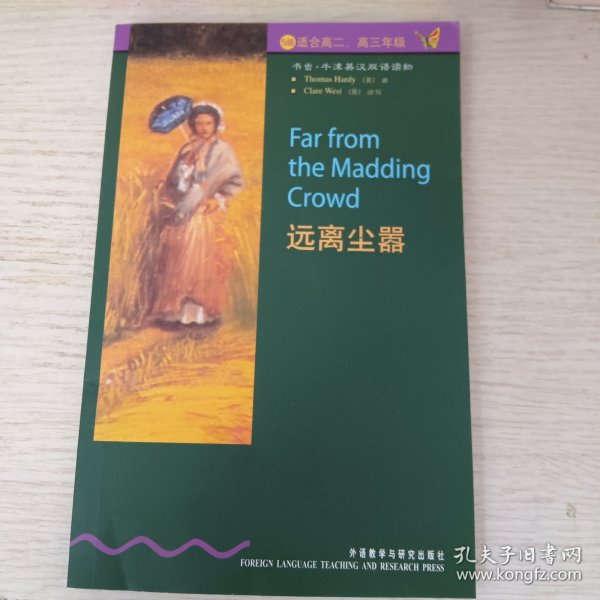 5级 适合高二、高三年级
书虫·牛津英汉双语读物
Thomas Hardy (英) 著
Clare West (英) 改写
Far from
the Madding
Crowd
远离尘嚣
外语教学与研究出版社
FOREIGN LANGUAGE TEACHING AND RESEARCH PRESS
孔夫子旧书网
www.kongfz.com